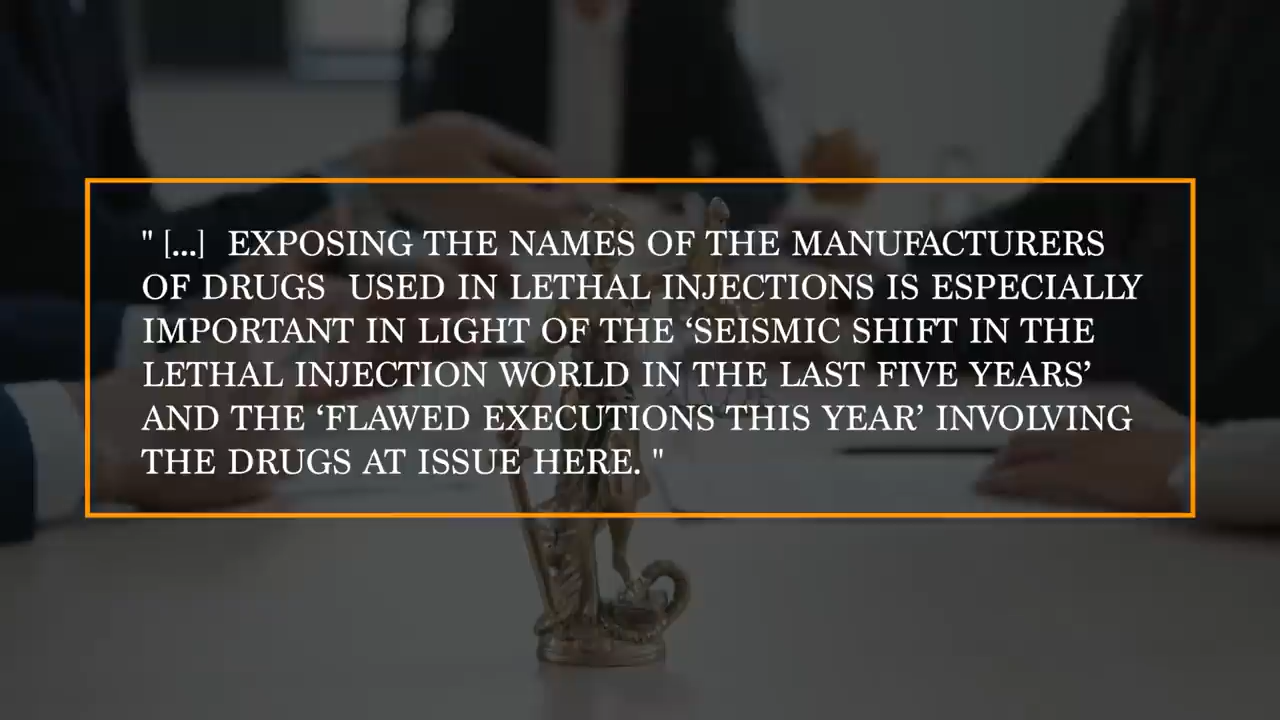 " [...]  EXPOSING THE NAMES OF THE MANUFACTURERS
OF DRUGS  USED IN LETHAL INJECTIONS IS ESPECIALLY
IMPORTANT IN LIGHT OF THE ‘SEISMIC SHIFT IN THE
LETHAL INJECTION WORLD IN THE LAST FIVE YEARS’
AND THE ‘FLAWED EXECUTIONS THIS YEAR’ INVOLVING
THE DRUGS AT ISSUE HERE. "